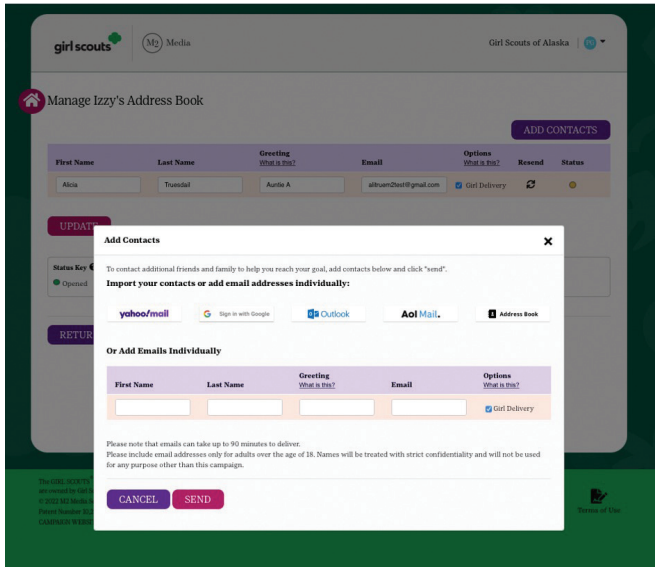 girl scouts
M2 Media
Girl Scouts of Alaska
Manage Izzy's Address Book
ADD CONTACTS
First Name Last Name Greeting What is this? Email Options What is this? Resend Status
Alicia Truesdail Auntie A alitruem2test@gmail.com Girl Delivery
UPDATE
Status Key
Opened
RETUR
Add Contacts
To contact additional friends and family to help you reach your goal, add contacts below and click "send".
Import your contacts or add email addresses individually:
yahoo!mail Sign in with Google Outlook Aol Mail. Address Book
Or Add Emails Individually
First Name Last Name Greeting What is this? Email Options What is this?
Girl Delivery
Please note that emails can take up to 90 minutes to deliver.
Please include email addresses only for adults over the age of 18. Names will be treated with strict confidentiality and will not be used
for any purpose other than this campaign.
CANCEL SEND
The GIRL SCOUTS
are owned by Girl
© 2022 M2 Media
Patent Number
CAMPAIGN WEBSI
Terms of Use